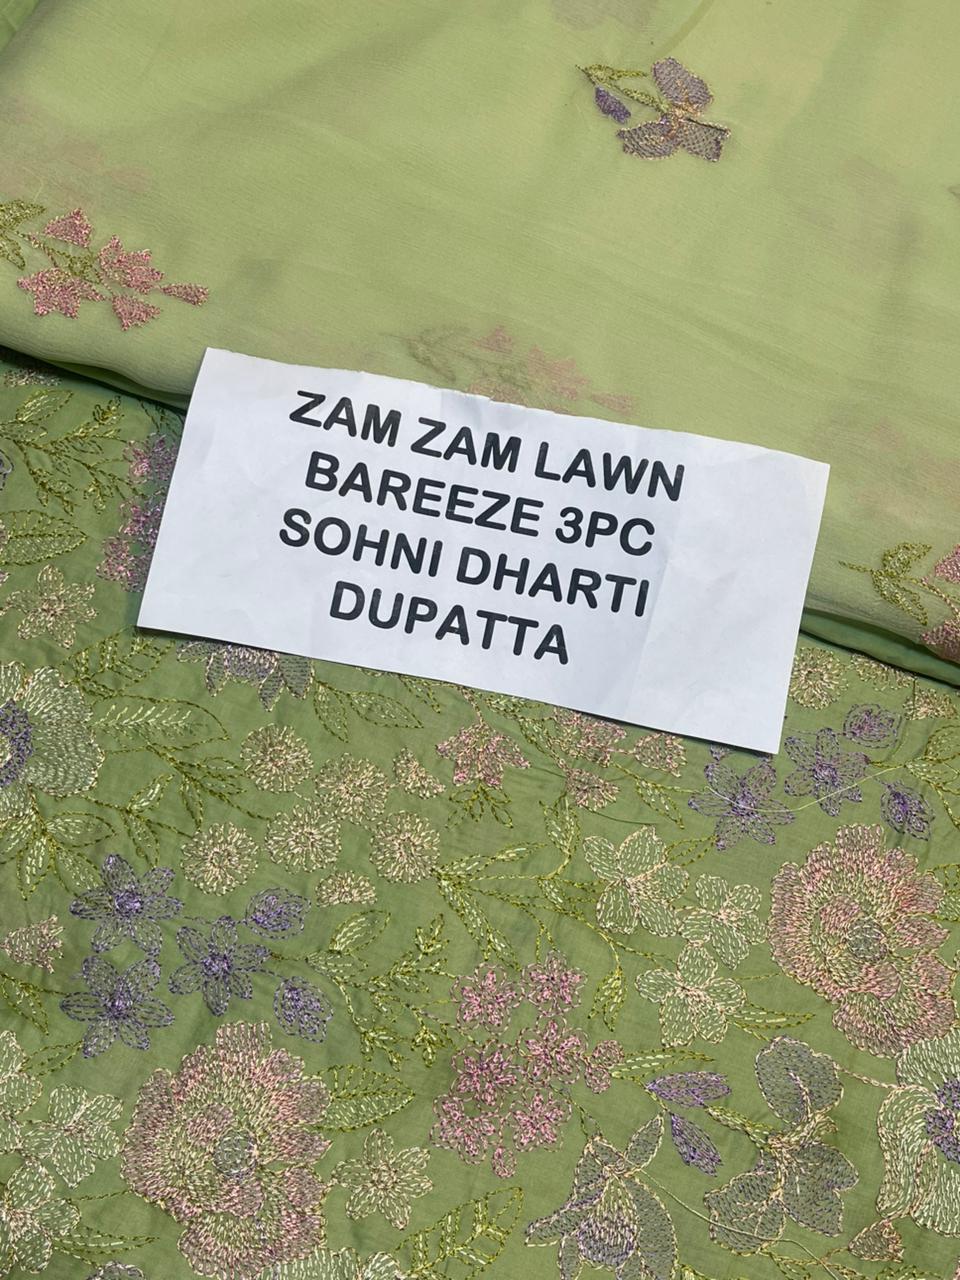 ZAM ZAM LAWN
BAREEZE 3PC
SOHNI DHARTI
DUPATTA